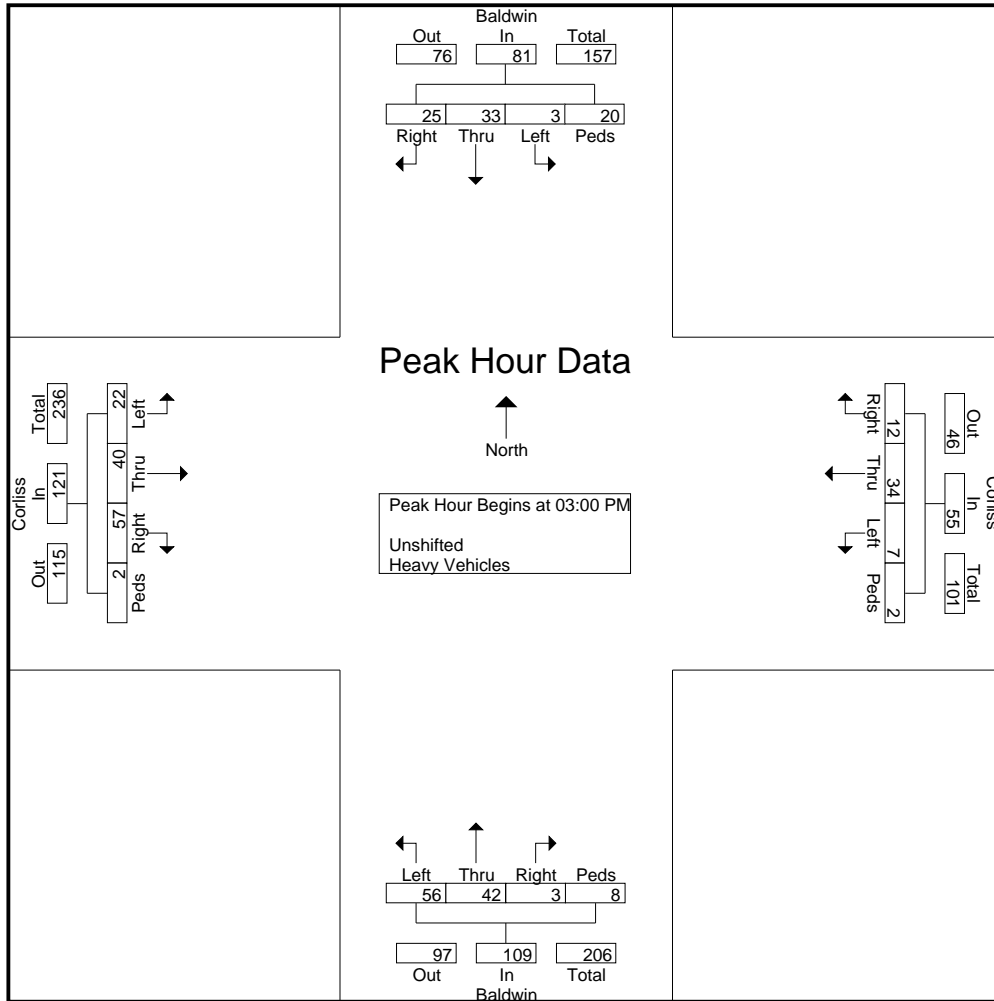 Baldwin
Out In Total
76 81 157
25 33 3 20
Right Thru Left Peds
Peak Hour Data
North
Peak Hour Begins at 03:00 PM
Unshifted
Heavy Vehicles
Corliss
Total In Out
236 121 115
22 40 57 2
Left Thru Right Peds
Right Thru Left Peds
12 34 7 2
Out In Total
46 55 101
Corliss
Left Thru Right Peds
56 42 3 8
97 109 206
Out In Total
Baldwin